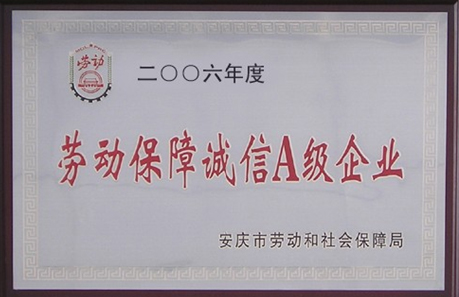 劳动
二〇〇六年度
劳动保障诚信A级企业
安庆市劳动和社会保障局